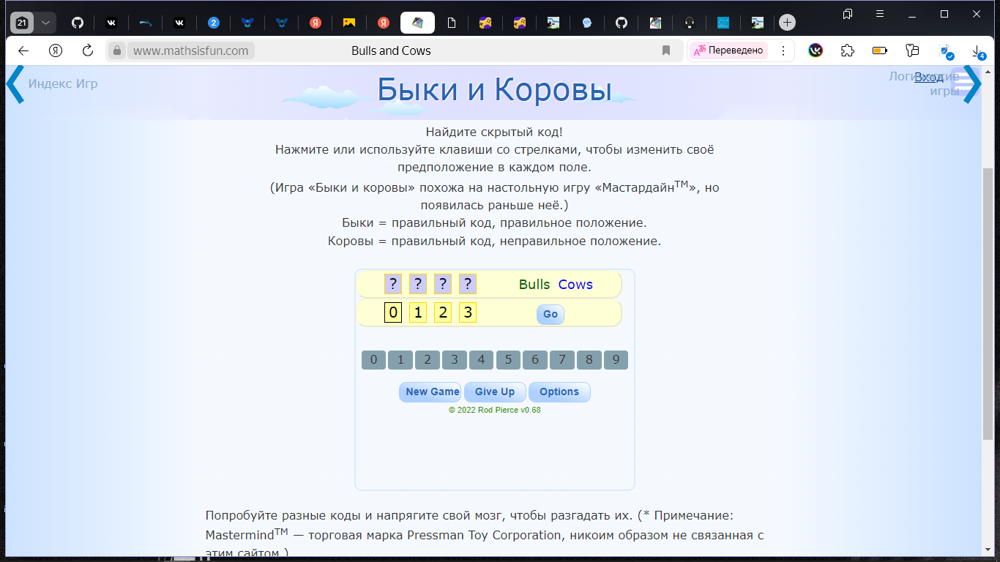 21
2
www.mathsisfun.com
Bulls and Cows
Переведено
4
Индекс Игр
Быки и Коровы
Логические
игры
Вход
Найдите скрытый код!
Нажмите или используйте клавиши со стрелками, чтобы изменить своё
предположение в каждом поле.
(Игра «Быки и коровы» похожа на настольную игру «Мастардайн™», но
появилась раньше неё.)
Быки = правильный код, правильное положение.
Коровы = правильный код, неправильное положение.
? ? ? ? Bulls Cows
0 1 2 3 Go
0 1 2 3 4 5 6 7 8 9
New Game Give Up Options
© 2022 Rod Pierce v0.68
Попробуйте разные коды и напрягите свой мозг, чтобы разгадать их. (* Примечание:
Mastermind™ — торговая марка Pressman Toy Corporation, никоим образом не связанная с
этим сайтом.)